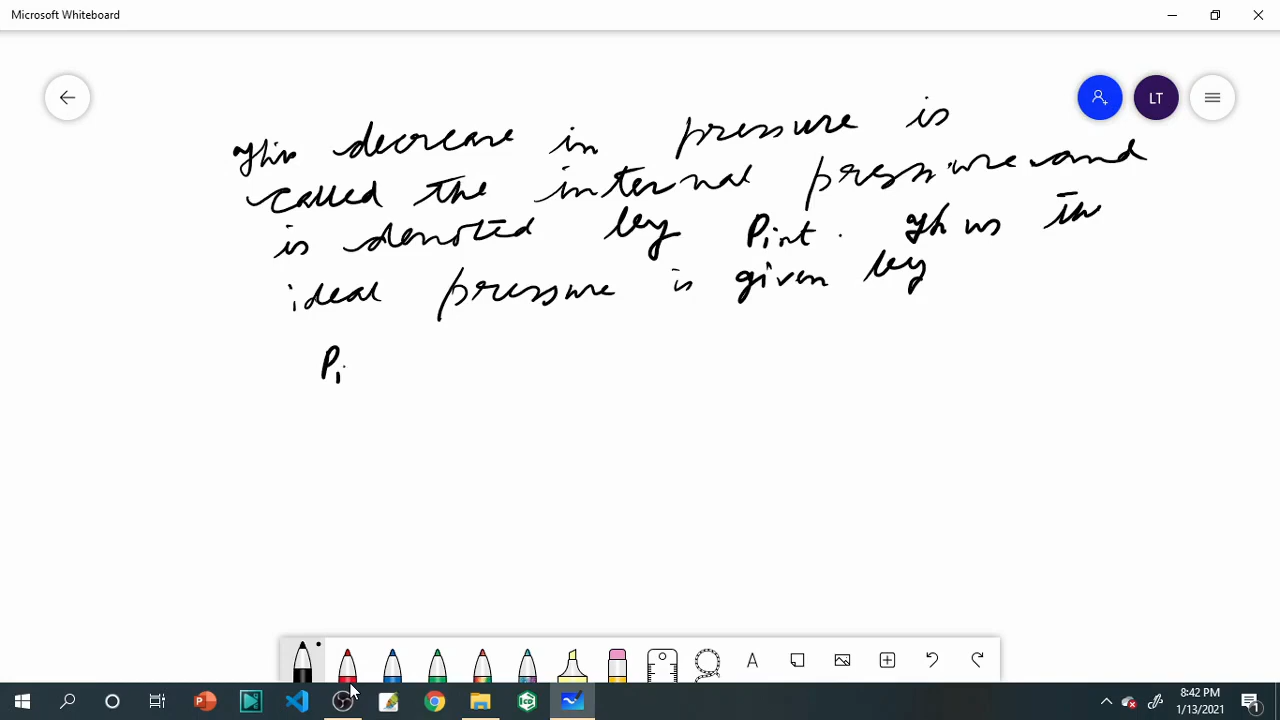 Microsoft Whiteboard
LT
This decrease in pressure is
called the internal pressure and
is denoted by Pint. Thus the
ideal pressure is given by
Pi
A
8:42 PM
1/13/2021